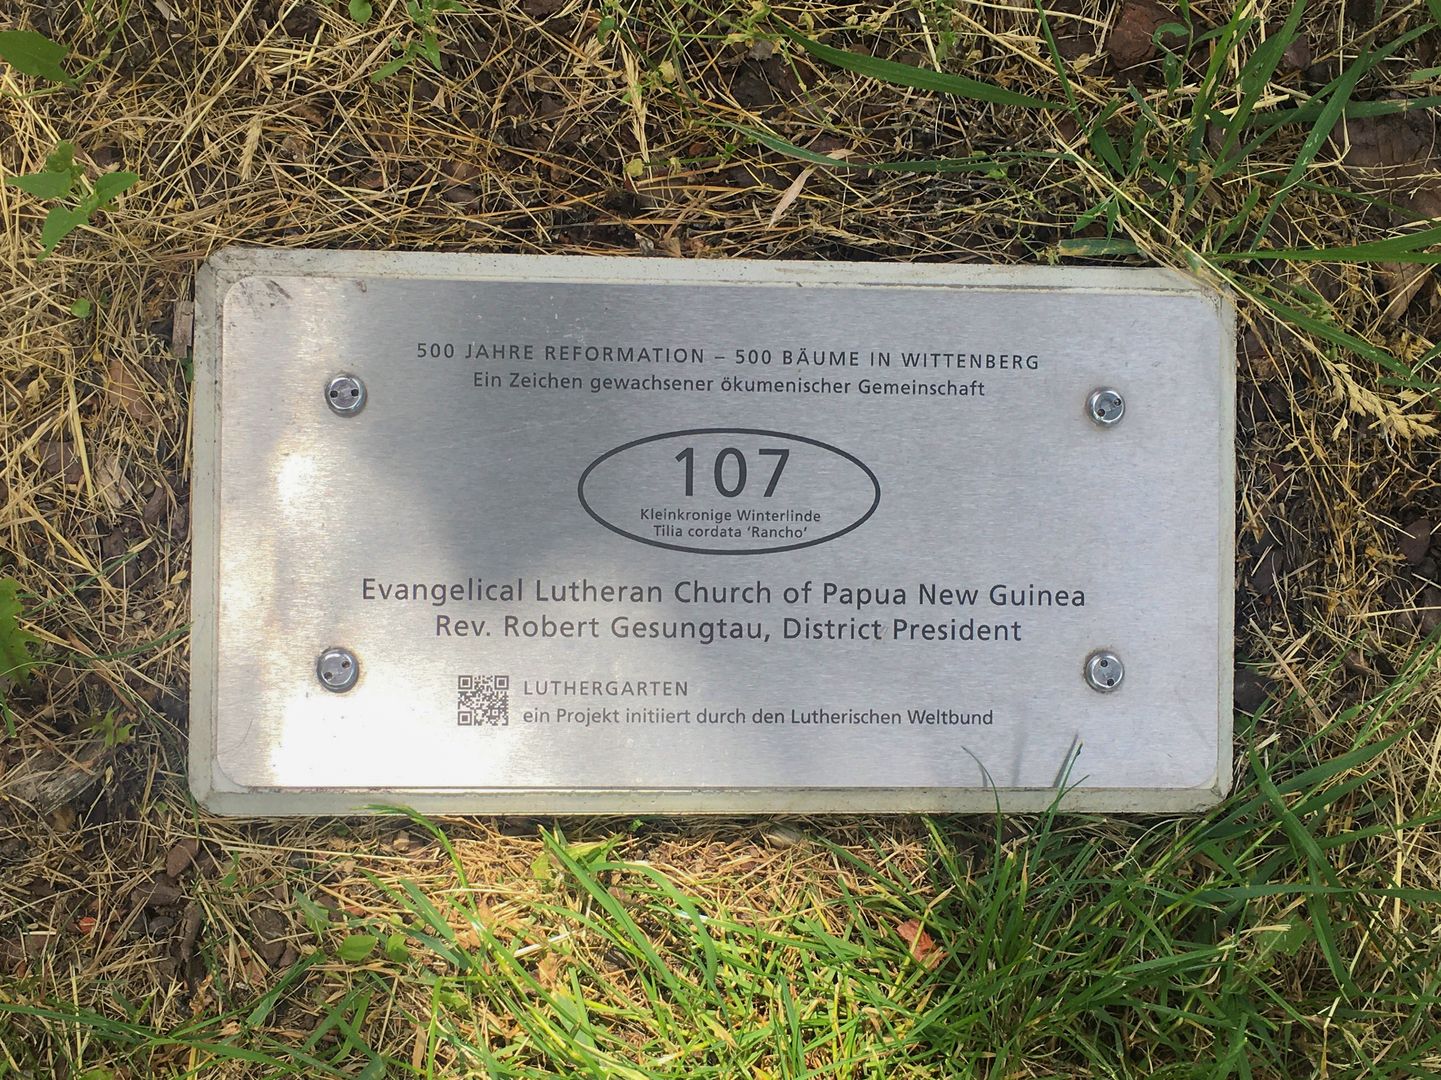 500 JAHRE REFORMATION – 500 BÄUME IN WITTENBERG
Ein Zeichen gewachsener ökumenischer Gemeinschaft
107
Kleinkronige Winterlinde
Tilia cordata ‘Rancho’
Evangelical Lutheran Church of Papua New Guinea
Rev. Robert Gesungtau, District President
LUTHERGARTEN
ein Projekt initiiert durch den Lutherischen Weltbund